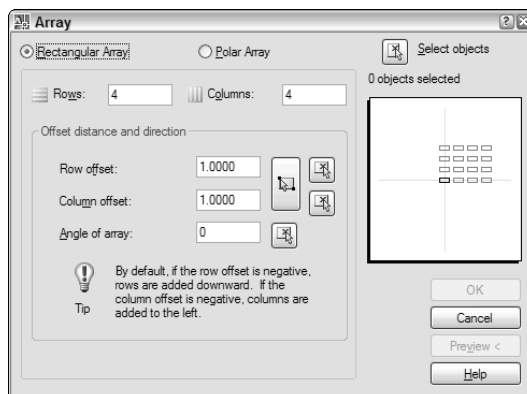 Array
Rectangular Array
Polar Array
Select objects
0 objects selected
Rows: 4
Columns: 4
Offset distance and direction
Row offset: 1.0000
Column offset: 1.0000
Angle of array: 0
Tip
By default, if the row offset is negative,
rows are added downward. If the
column offset is negative, columns are
added to the left.
OK
Cancel
Preview <
Help